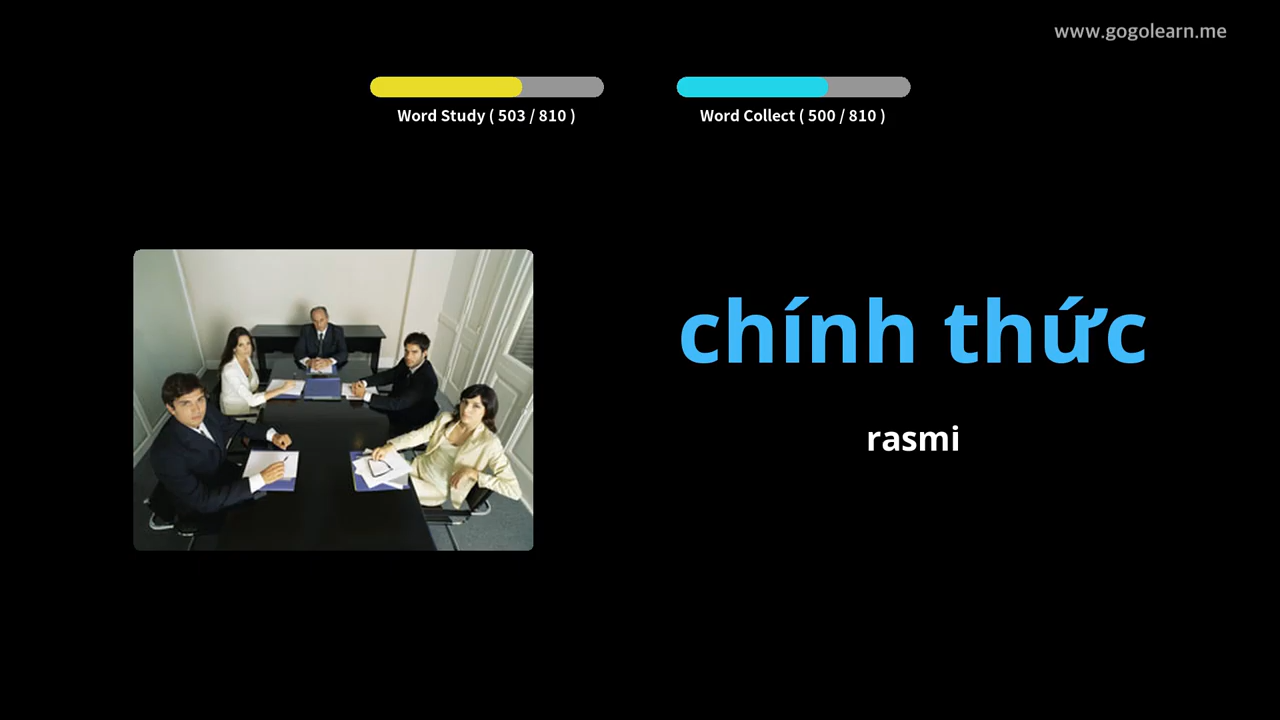 www.gogolearn.me
Word Study ( 503 / 810 )
Word Collect ( 500 / 810 )
chính thức
rasmi